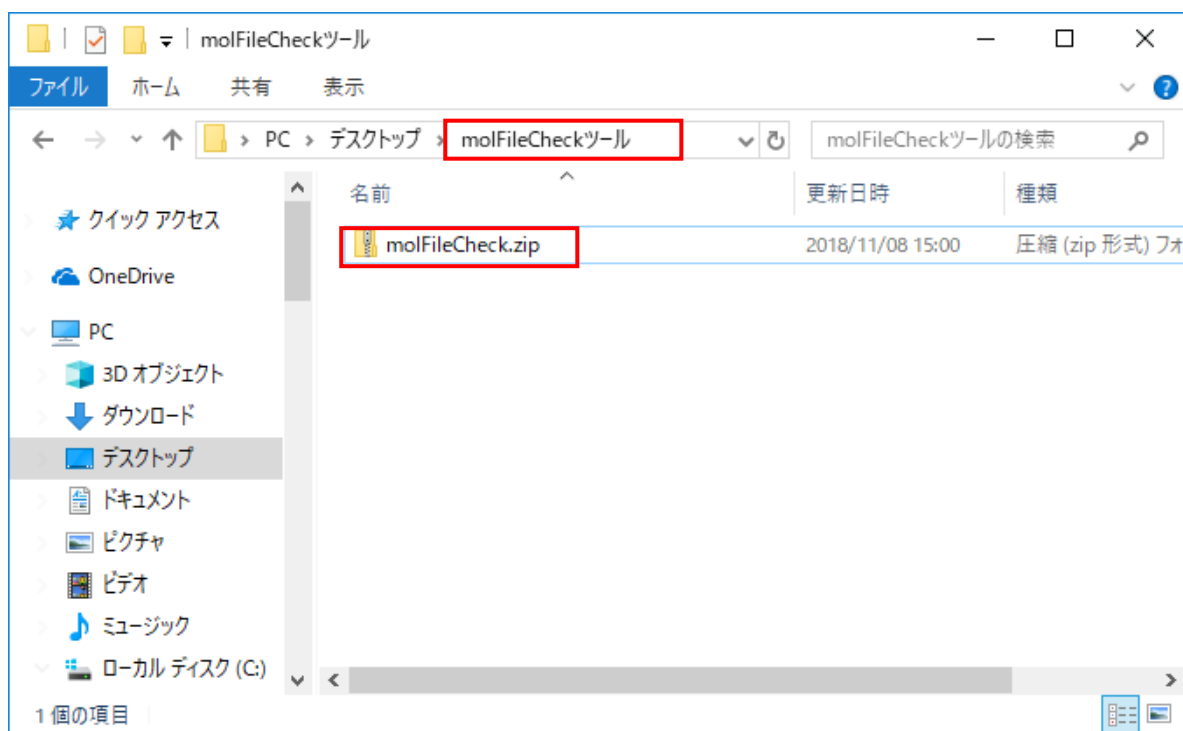 molFileCheckツール
ファイル ホーム 共有 表示
PC デスクトップ molFileCheckツール molFileCheckツールの検索
名前 更新日時 種類
molFileCheck.zip 2018/11/08 15:00 圧縮 (zip 形式) フォ
クイック アクセス
OneDrive
PC
3D オブジェクト
ダウンロード
デスクトップ
ドキュメント
ピクチャ
ビデオ
ミュージック
ローカル ディスク (C:)
1 個の項目